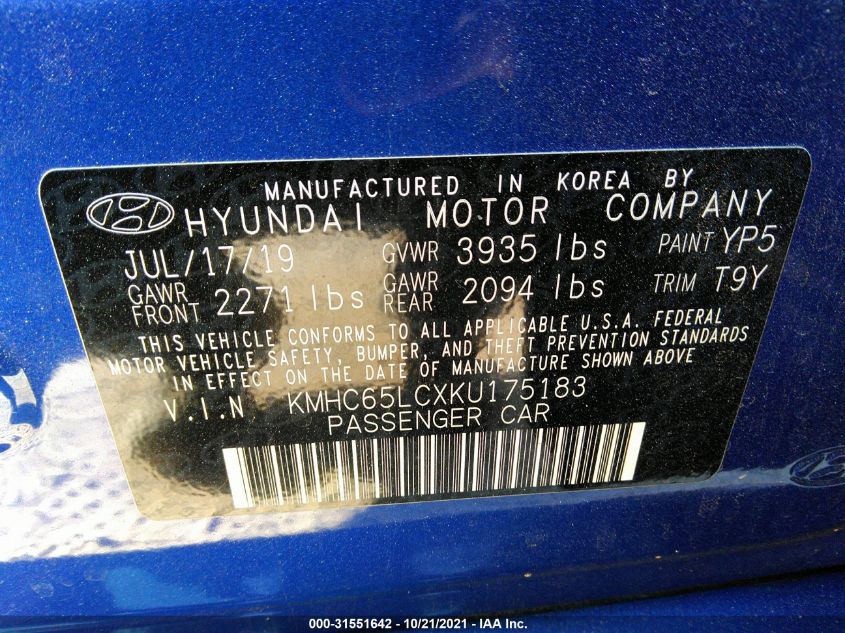 MANUFACTURED IN KOREA BY
HYUNDAI MOTOR COMPANY
JUL/17/19 GVWR 3935 lbs PAINT YP5
GAWR FRONT 2271 lbs GAWR REAR 2094 lbs TRIM T9Y
THIS VEHICLE CONFORMS TO ALL APPLICABLE U.S.A. FEDERAL
MOTOR VEHICLE SAFETY, BUMPER, AND THEFT PREVENTION STANDARDS
IN EFFECT ON THE DATE OF MANUFACTURE SHOWN ABOVE
V.I.N KMHC65LCXKU175183
PASSENGER CAR
000-31551642 - 10/21/2021 - IAA Inc.